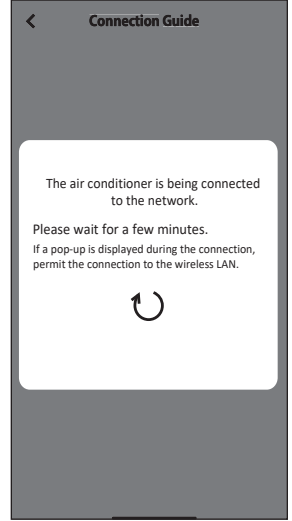 Connection Guide
The air conditioner is being connected
to the network.
Please wait for a few minutes.
If a pop-up is displayed during the connection,
permit the connection to the wireless LAN.